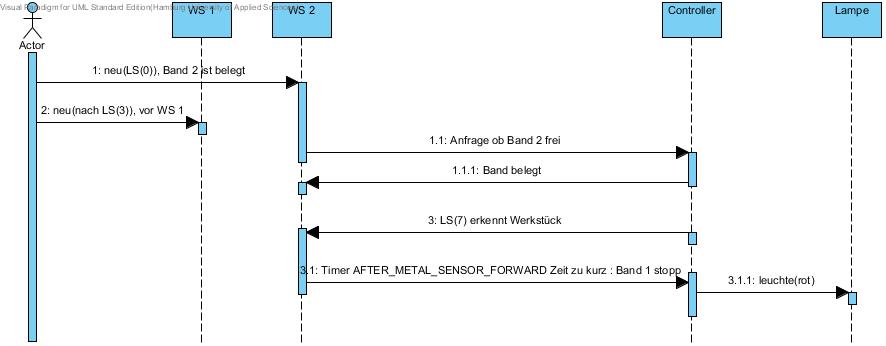 Visual Paradigm for UML Standard Edition(Hamburg University of Applied Sciences)
WS 1
WS 2
Controller
Lampe
Actor
1: neu(LS(0)), Band 2 ist belegt
2: neu(nach LS(3)), vor WS 1
1.1: Anfrage ob Band 2 frei
1.1.1: Band belegt
3: LS(7) erkennt Werkstück
3.1: Timer AFTER_METAL_SENSOR_FORWARD Zeit zu kurz : Band 1 stopp
3.1.1: leuchte(rot)